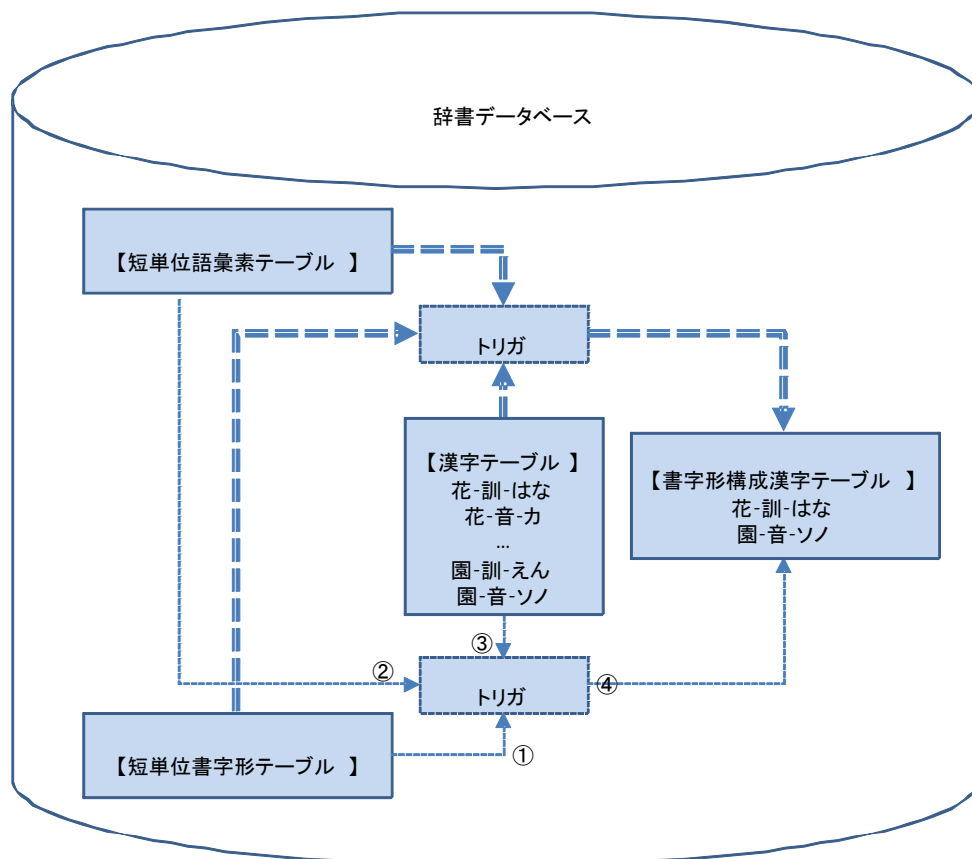 辞書データベース
【短単位語彙素テーブル 】
トリガ
【漢字テーブル 】
花-訓-はな
花-音-カ
...
園-訓-えん
園-音-ソノ
【書字形構成漢字テーブル 】
花-訓-はな
園-音-ソノ
③
②
トリガ
④
【短単位書字形テーブル 】
①